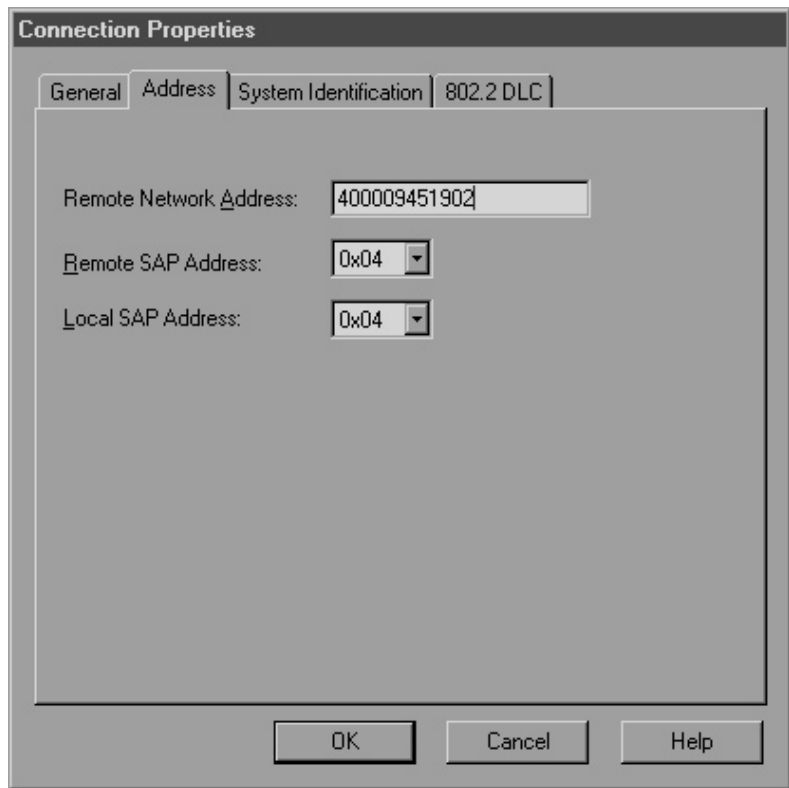 Connection Properties
General Address System Identification 802.2 DLC
Remote Network Address: 400009451902
Remote SAP Address: 0x04
Local SAP Address: 0x04
OK Cancel Help